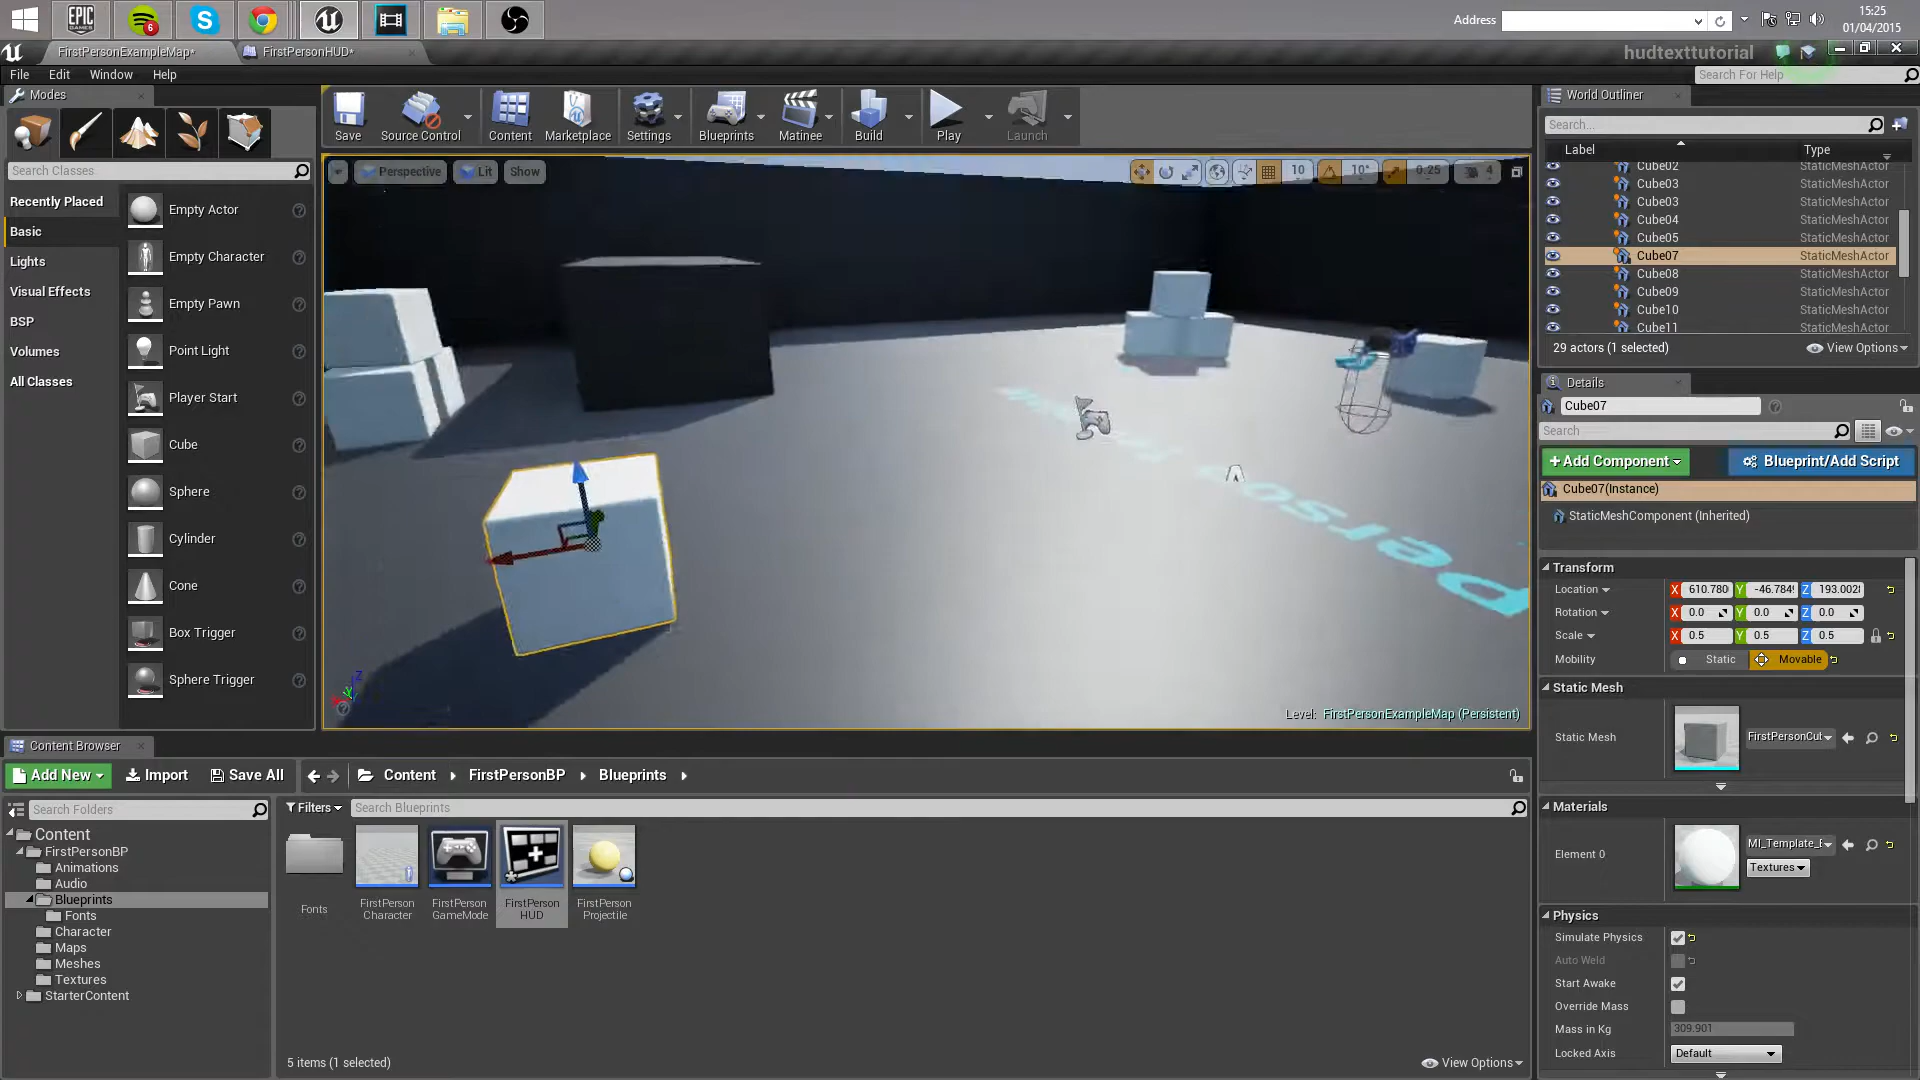 EPIC GAMES
6
Address
15:25
01/04/2015
FirstPersonExampleMap*
FirstPersonHUD*
hudtexttutorial
File Edit Window Help
Search For Help
Modes
Search Classes
Recently Placed
Basic
Lights
Visual Effects
BSP
Volumes
All Classes
Empty Actor
Empty Character
Empty Pawn
Point Light
Player Start
Cube
Sphere
Cylinder
Cone
Box Trigger
Sphere Trigger
Save
Source Control
Content
Marketplace
Settings
Blueprints
Matinee
Build
Play
Launch
Perspective
Lit
Show
10
10°
0.25
4
Level: FirstPersonExampleMap (Persistent)
World Outliner
Search...
Label Type
Cube02 StaticMeshActor
Cube03 StaticMeshActor
Cube03 StaticMeshActor
Cube04 StaticMeshActor
Cube05 StaticMeshActor
Cube07 StaticMeshActor
Cube08 StaticMeshActor
Cube09 StaticMeshActor
Cube10 StaticMeshActor
Cube11 StaticMeshActor
29 actors (1 selected)
View Options
Details
Cube07
Search
+Add Component
Blueprint/Add Script
Cube07(Instance)
StaticMeshComponent (Inherited)
Transform
Location X 610.780 Y -46.784 Z 193.002
Rotation X 0.0 Y 0.0 Z 0.0
Scale X 0.5 Y 0.5 Z 0.5
Mobility Static Movable
Static Mesh
Static Mesh
FirstPersonCub
Materials
Element 0
MI_Template_B
Textures
Physics
Simulate Physics
Auto Weld
Start Awake
Override Mass
Mass in Kg 309.901
Locked Axis Default
Content Browser
Add New
Import
Save All
Content
FirstPersonBP
Blueprints
Search Folders
Filters
Search Blueprints
Content
FirstPersonBP
Animations
Audio
Blueprints
Fonts
Character
Maps
Meshes
Textures
StarterContent
Fonts
FirstPerson
Character
FirstPerson
GameMode
FirstPerson
HUD
FirstPerson
Projectile
5 items (1 selected)
View Options